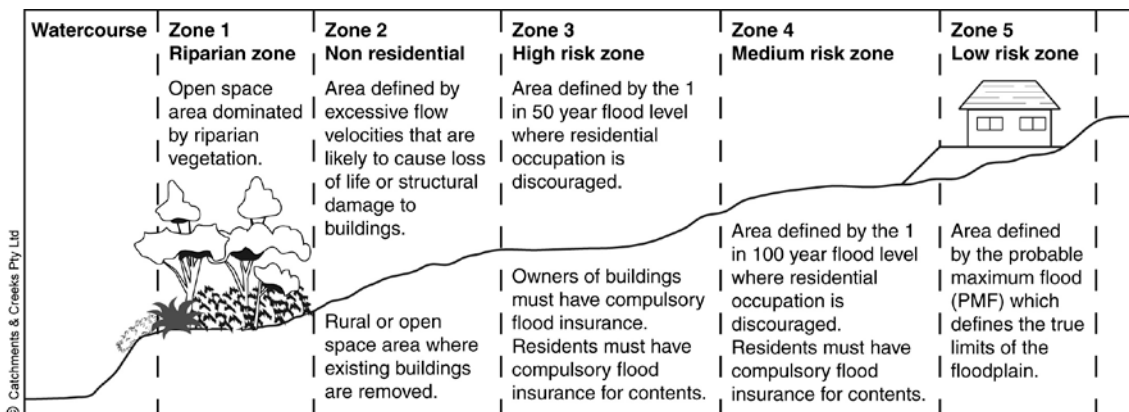 Watercourse
Zone 1
Riparian zone
Open space
area dominated
by riparian
vegetation.
Zone 2
Non residential
Area defined by
excessive flow
velocities that are
likely to cause loss
of life or structural
damage to
buildings.
Rural or open
space area where
existing buildings
are removed.
Zone 3
High risk zone
Area defined by the 1
in 50 year flood level
where residential
occupation is
discouraged.
Owners of buildings
must have compulsory
flood insurance.
Residents must have
compulsory flood
insurance for contents.
Zone 4
Medium risk zone
Area defined by the 1
in 100 year flood level
where residential
occupation is
discouraged.
Residents must have
compulsory flood
insurance for contents.
Zone 5
Low risk zone
Area defined
by the probable
maximum flood
(PMF) which
defines the true
limits of the
floodplain.
© Catchments & Creeks Pty Ltd